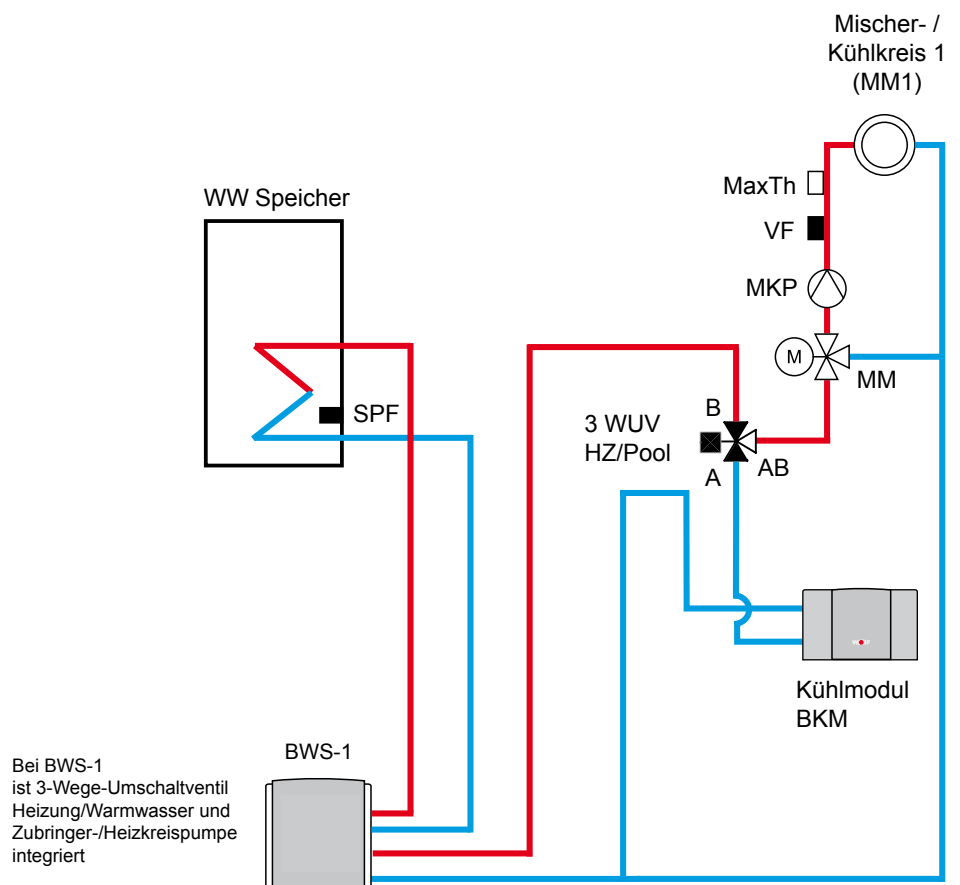 Mischer- /
Kühlkreis 1
(MM1)
WW Speicher
MaxTh
VF
MKP
M
MM
SPF
3 WUV
HZ/Pool
B
A
AB
Kühlmodul
BKM
BWS-1
Bei BWS-1
ist 3-Wege-Umschaltventil
Heizung/Warmwasser und
Zubringer-/Heizkreispumpe
integriert